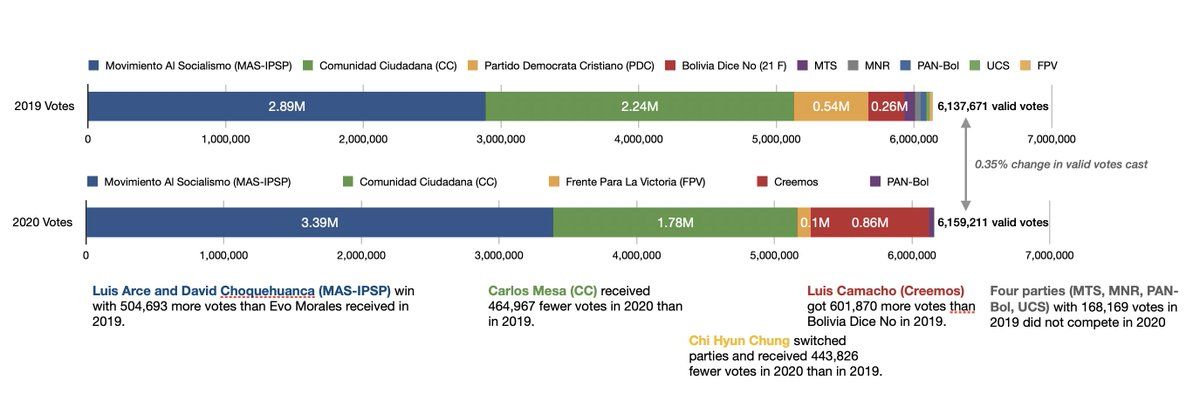 Movimiento Al Socialismo (MAS-IPSP) Comunidad Ciudadana (CC) Partido Democrata Cristiano (PDC) Bolivia Dice No (21 F) MTS MNR PAN-Bol UCS FPV
2019 Votes 2.89M 2.24M 0.54M 0.26M 6,137,671 valid votes
0 1,000,000 2,000,000 3,000,000 4,000,000 5,000,000 6,000,000 7,000,000
0.35% change in valid votes cast
Movimiento Al Socialismo (MAS-IPSP) Comunidad Ciudadana (CC) Frente Para La Victoria (FPV) Creemos PAN-Bol
2020 Votes 3.39M 1.78M 0.1M 0.86M 6,159,211 valid votes
0 1,000,000 2,000,000 3,000,000 4,000,000 5,000,000 6,000,000 7,000,000
Luis Arce and David Choquehuanca (MAS-IPSP) win
with 504,693 more votes than Evo Morales received in
2019.
Carlos Mesa (CC) received
464,967 fewer votes in 2020 than
in 2019.
Chi Hyun Chung switched
parties and received 443,826
fewer votes in 2020 than in 2019.
Luis Camacho (Creemos)
got 601,870 more votes than
Bolivia Dice No in 2019.
Four parties (MTS, MNR, PAN-
Bol, UCS) with 168,169 votes in
2019 did not compete in 2020